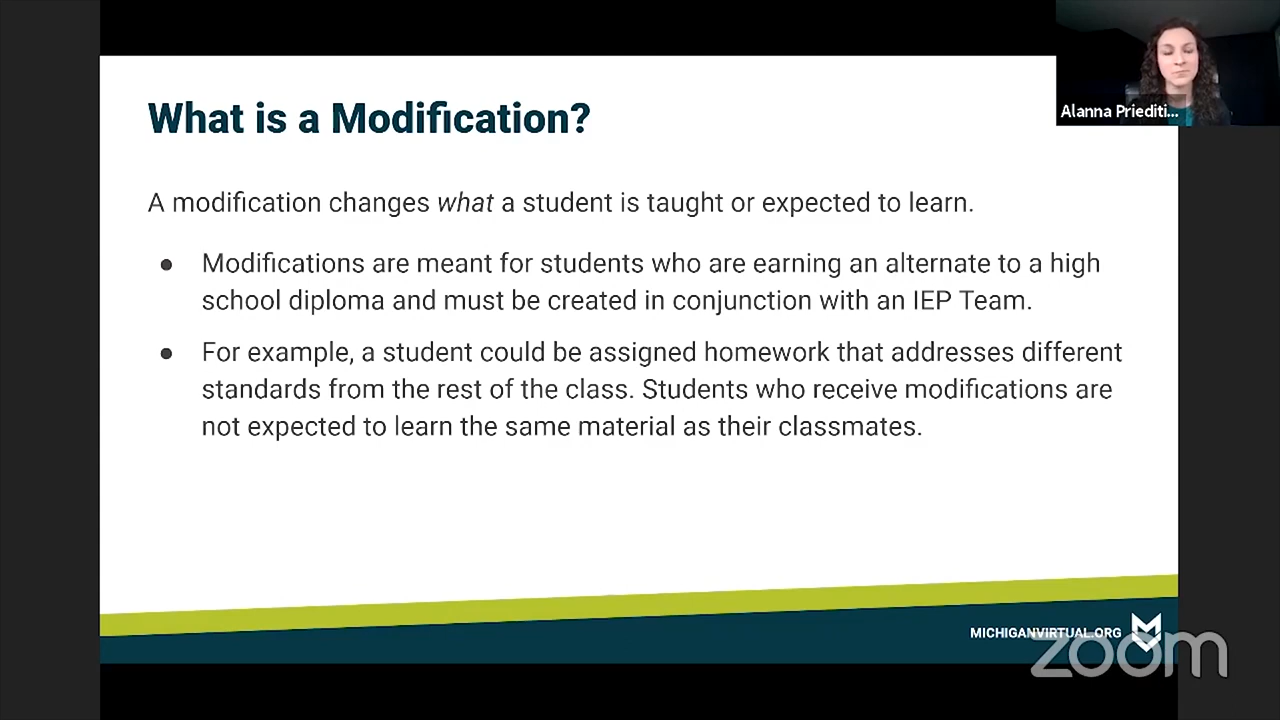 What is a Modification?
Alanna Priediti...
A modification changes what a student is taught or expected to learn.
● Modifications are meant for students who are earning an alternate to a high
school diploma and must be created in conjunction with an IEP Team.
● For example, a student could be assigned homework that addresses different
standards from the rest of the class. Students who receive modifications are
not expected to learn the same material as their classmates.
MICHIGANVIRTUAL.ORG
zoom